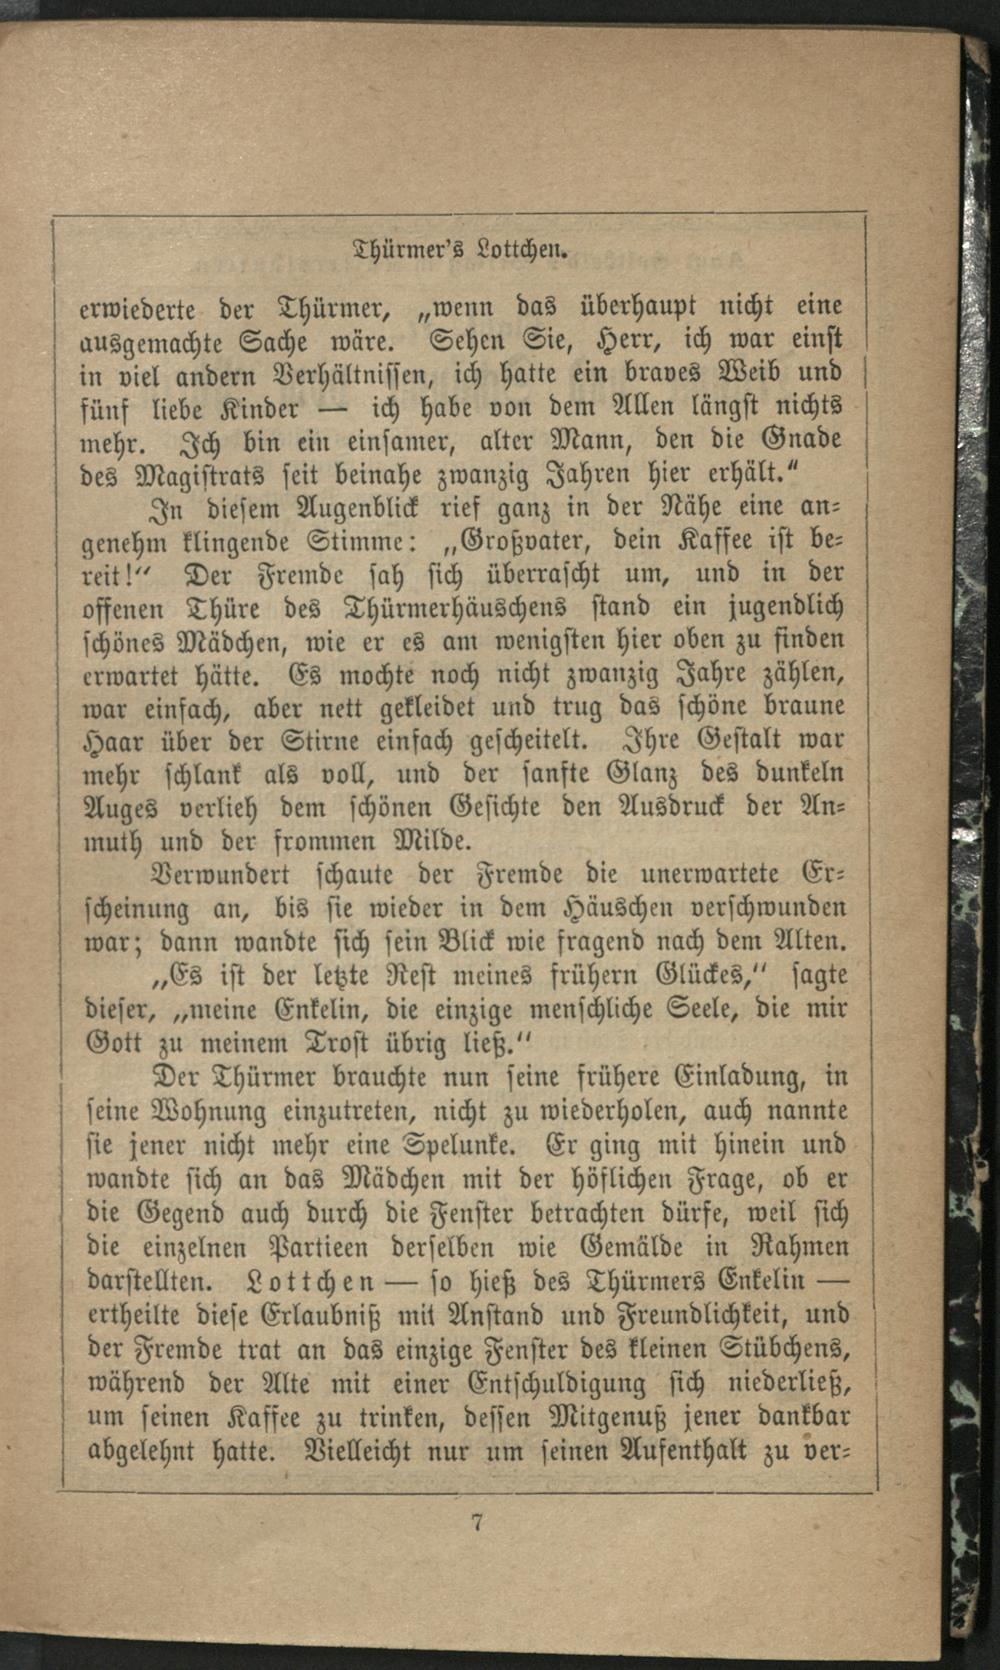 Thürmer's Lottchen.
erwiederte der Thürmer, „wenn das überhaupt nicht eine
ausgemachte Sache wäre. Sehen Sie, Herr, ich war einst
in viel andern Verhältnissen, ich hatte ein braves Weib und
fünf liebe Kinder — ich habe von dem Allen längst nichts
mehr. Ich bin ein einsamer, alter Mann, den die Gnade
des Magistrats seit beinahe zwanzig Jahren hier erhält."
In diesem Augenblick rief ganz in der Nähe eine an-
genehm klingende Stimme: „Großvater, dein Kaffee ist be-
reit!" Der Fremde sah sich überrascht um, und in der
offenen Thüre des Thürmerhäuschens stand ein jugendlich
schönes Mädchen, wie er es am wenigsten hier oben zu finden
erwartet hätte. Es mochte noch nicht zwanzig Jahre zählen,
war einfach, aber nett gekleidet und trug das schöne braune
Haar über der Stirne einfach gescheitelt. Ihre Gestalt war
mehr schlank als voll, und der sanfte Glanz des dunkeln
Auges verlieh dem schönen Gesichte den Ausdruck der An-
muth und der frommen Milde.
Verwundert schaute der Fremde die unerwartete Er-
scheinung an, bis sie wieder in dem Häuschen verschwunden
war; dann wandte sich sein Blick wie fragend nach dem Alten.
„Es ist der letzte Rest meines frühern Glückes," sagte
dieser, „meine Enkelin, die einzige menschliche Seele, die mir
Gott zu meinem Trost übrig ließ."
Der Thürmer brauchte nun seine frühere Einladung, in
seine Wohnung einzutreten, nicht zu wiederholen, auch nannte
sie jener nicht mehr eine Spelunke. Er ging mit hinein und
wandte sich an das Mädchen mit der höflichen Frage, ob er
die Gegend auch durch die Fenster betrachten dürfe, weil sich
die einzelnen Partieen derselben wie Gemälde in Rahmen
darstellten. Lottchen — so hieß des Thürmers Enkelin —
ertheilte diese Erlaubniß mit Anstand und Freundlichkeit, und
der Fremde trat an das einzige Fenster des kleinen Stübchens,
während der Alte mit einer Entschuldigung sich niederließ,
um seinen Kaffee zu trinken, dessen Mitgenuß jener dankbar
abgelehnt hatte. Vielleicht nur um seinen Aufenthalt zu ver-
7